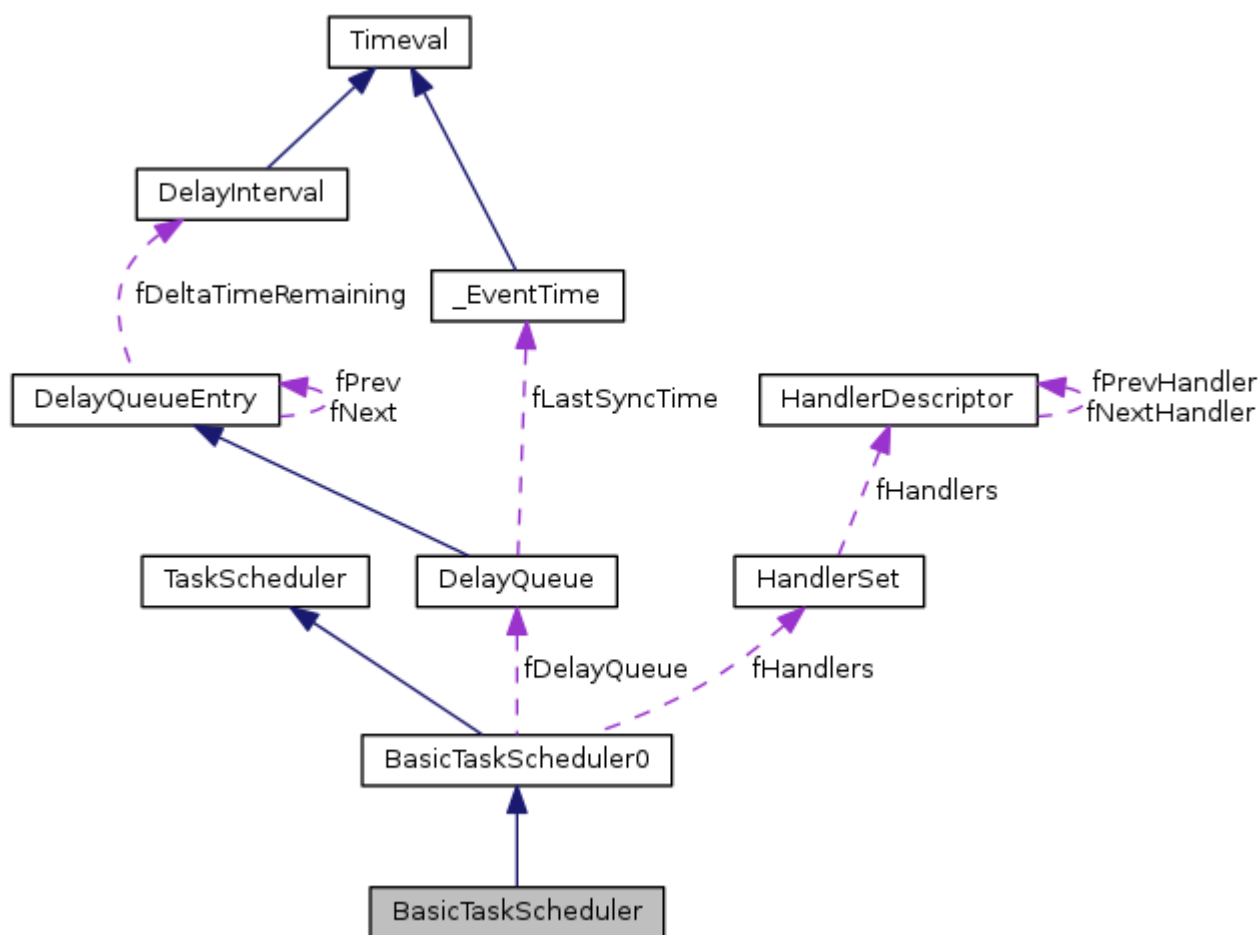 Timeval
DelayInterval
fDeltaTimeRemaining
_EventTime
DelayQueueEntry
fPrev
fNext
fLastSyncTime
HandlerDescriptor
fPrevHandler
fNextHandler
fHandlers
TaskScheduler
DelayQueue
HandlerSet
fDelayQueue
fHandlers
BasicTaskScheduler0
BasicTaskScheduler